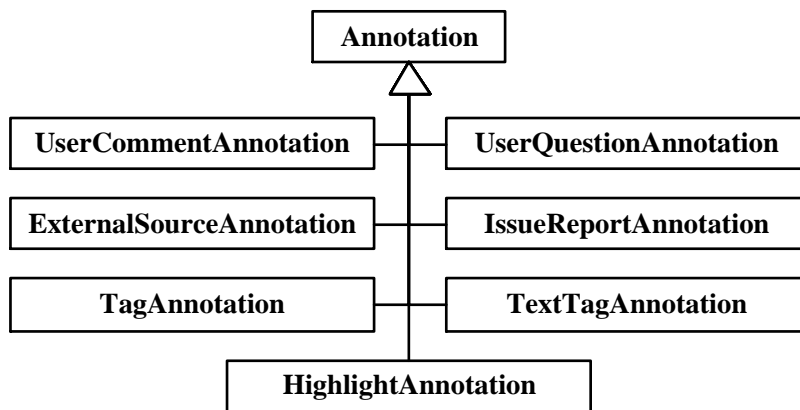 Annotation
UserCommentAnnotation
UserQuestionAnnotation
ExternalSourceAnnotation
IssueReportAnnotation
TagAnnotation
TextTagAnnotation
HighlightAnnotation